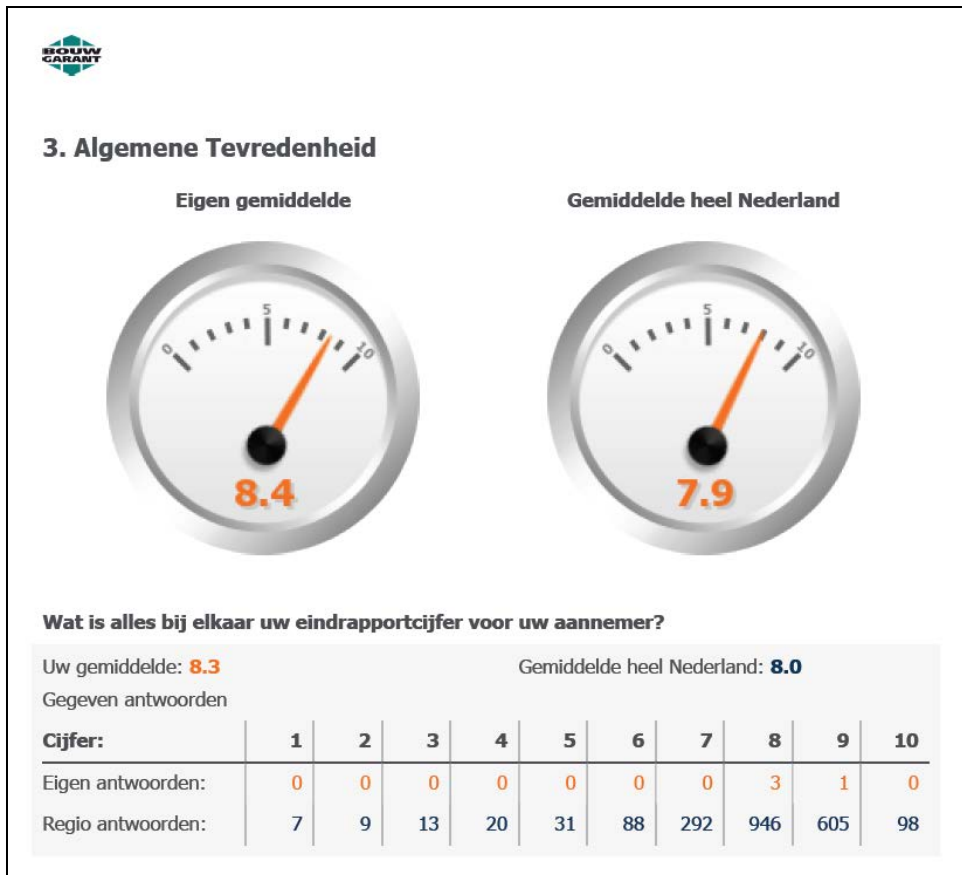 BOUW
GARANT
3. Algemene Tevredenheid
Eigen gemiddelde
Gemiddelde heel Nederland
0 5 10
8.4
0 5 10
7.9
Wat is alles bij elkaar uw eindrapportcijfer voor uw aannemer?
Uw gemiddelde: 8.3 Gemiddelde heel Nederland: 8.0
Gegeven antwoorden
Cijfer: 1 2 3 4 5 6 7 8 9 10
Eigen antwoorden: 0 0 0 0 0 0 0 3 1 0
Regio antwoorden: 7 9 13 20 31 88 292 946 605 98